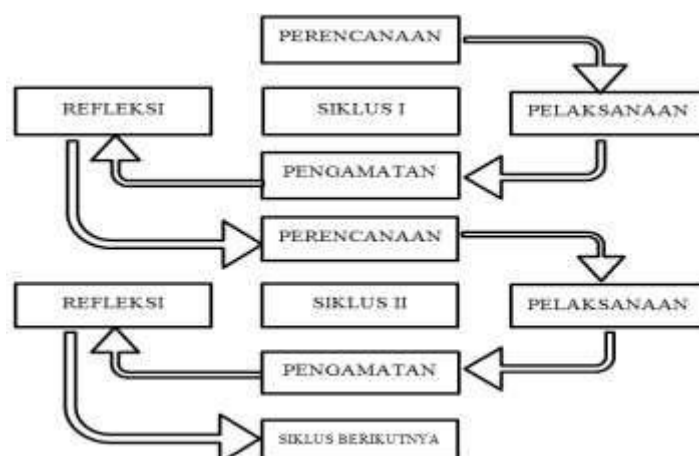 PERENCANAAN
REFLEKSI
SIKLUS I
PELAKSANAAN
PENGAMATAN
PERENCANAAN
REFLEKSI
SIKLUS II
PELAKSANAAN
PENGAMATAN
SIKLUS BERIKUTNYA